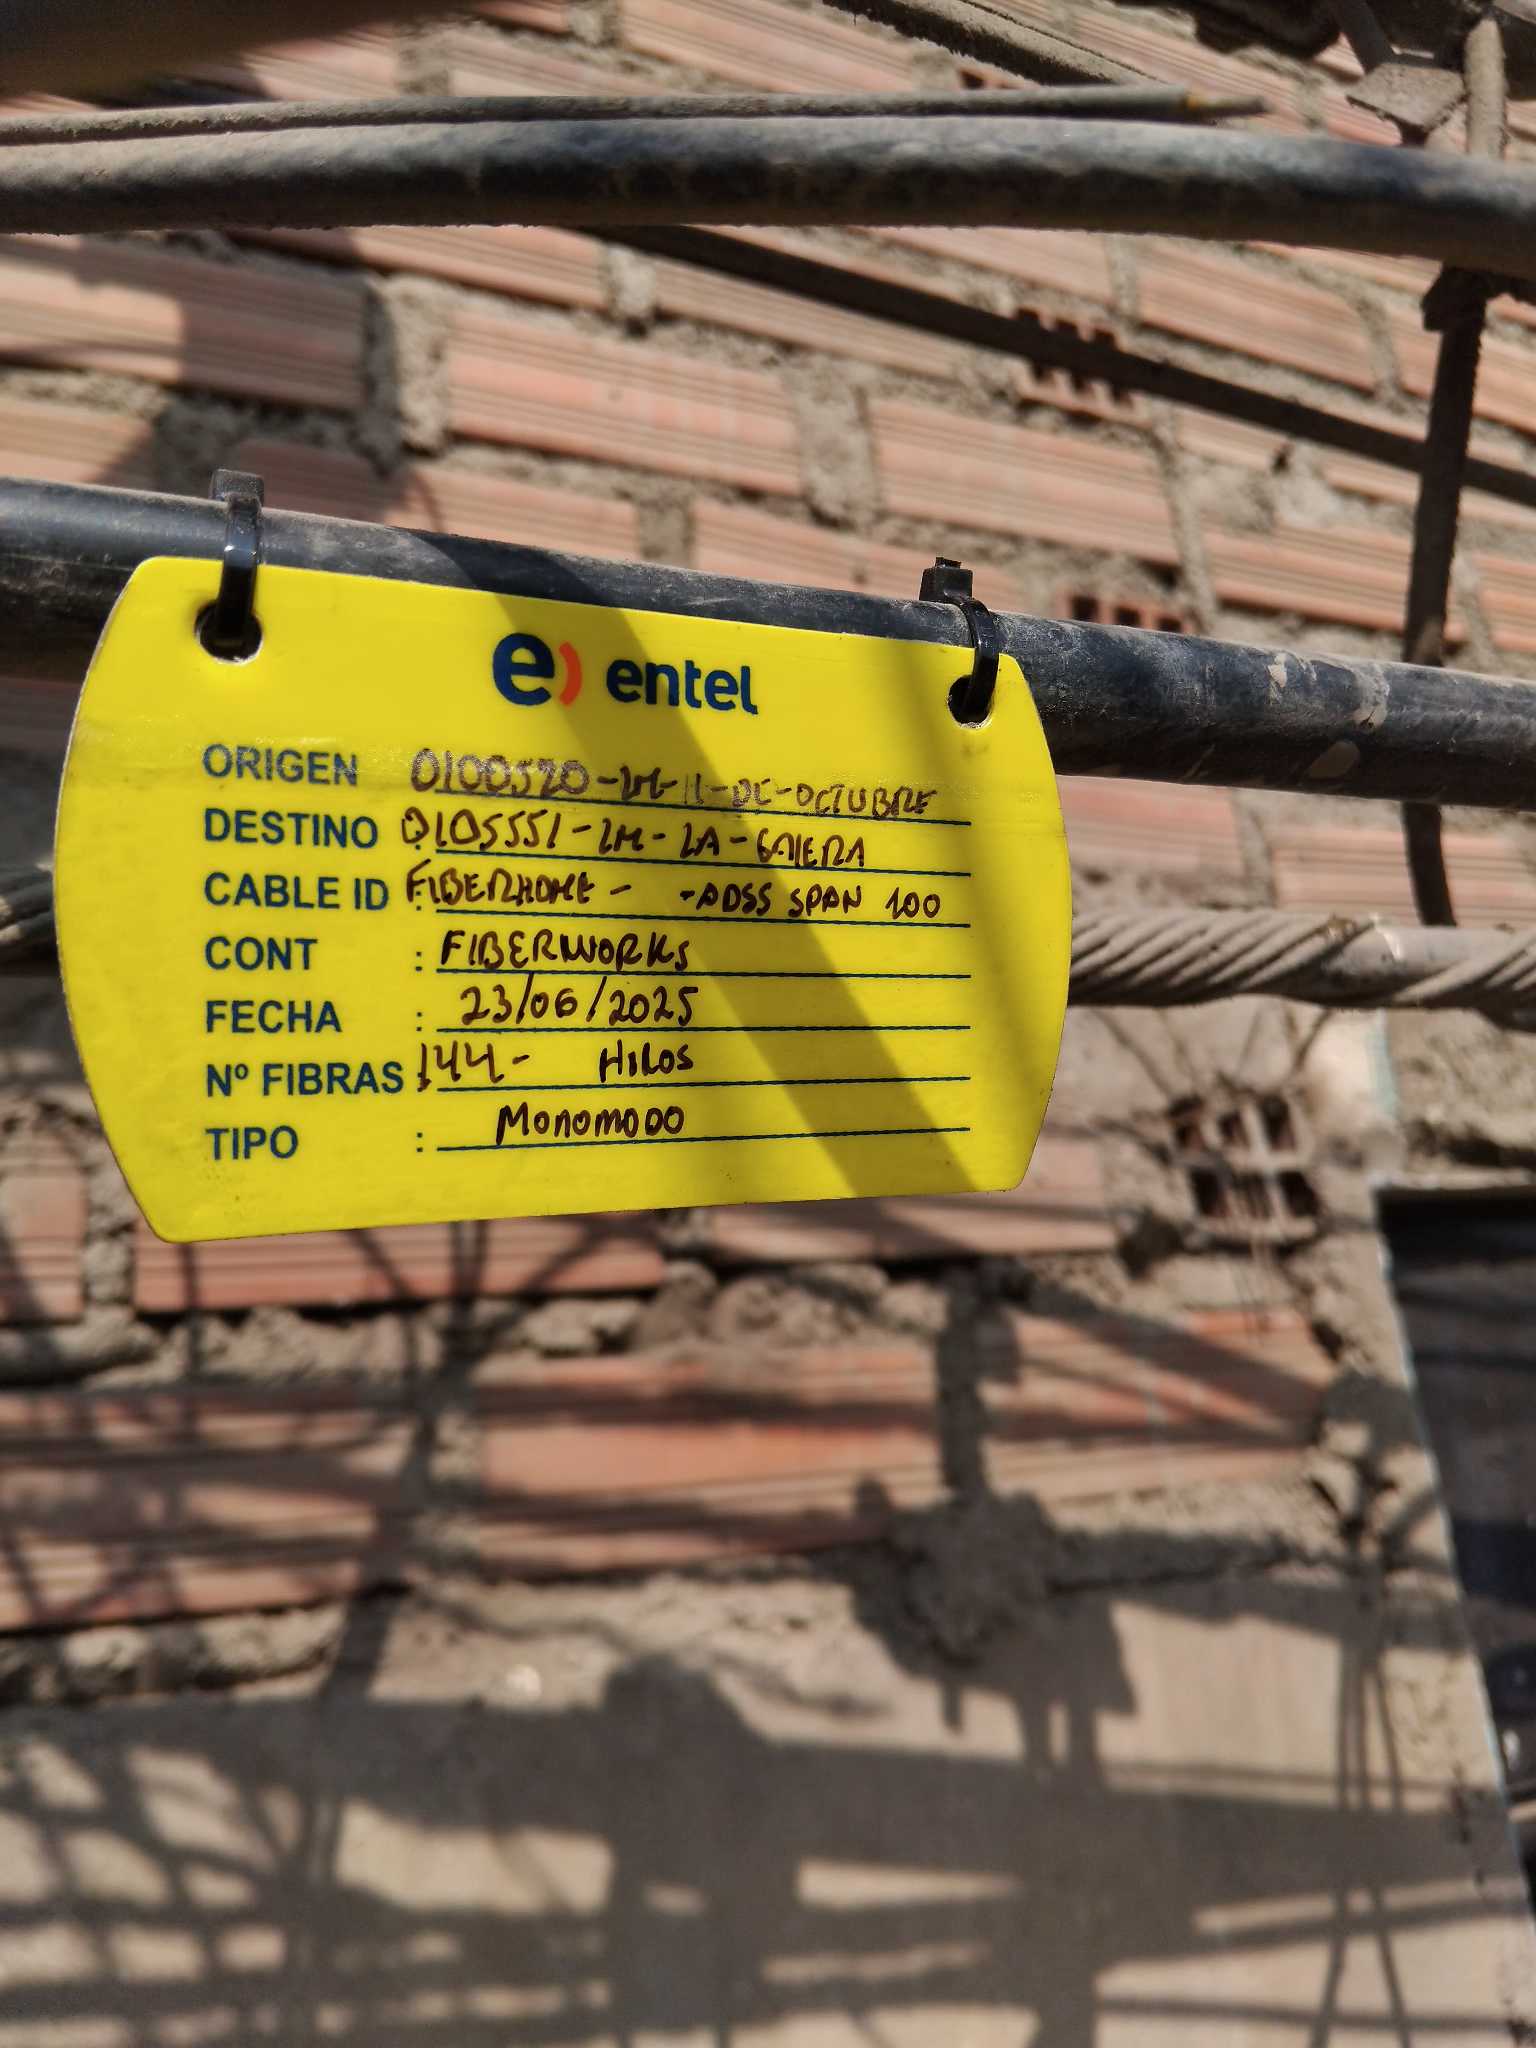 e) entel
ORIGEN 0100520-LM-11-DE-OCTUBRE
DESTINO : 0105551-LM-LA-GALERA
CABLE ID : FIBERHOME - -ADSS SPAN 100
CONT : FIBERWORKS
FECHA : 23/06/2025
Nº FIBRAS 144- HILOS
TIPO : MONOMODO